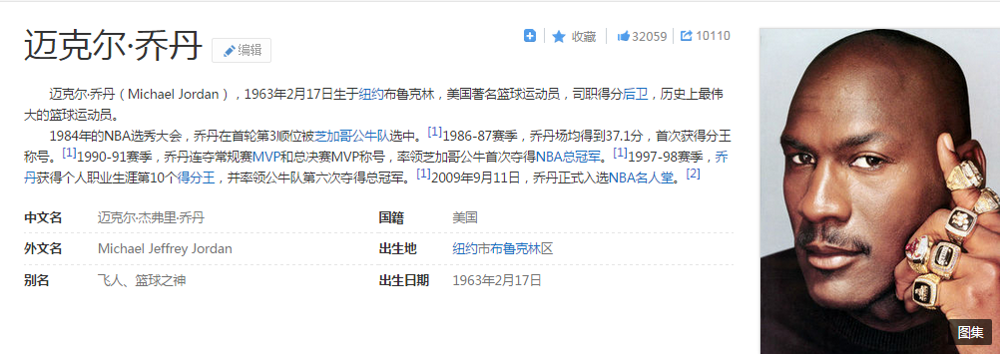 迈克尔·乔丹 编辑 收藏 32059 10110
迈克尔·乔丹（Michael Jordan），1963年2月17日生于纽约布鲁克林，美国著名篮球运动员，司职得分后卫，历史上最伟
大的篮球运动员。
1984年的NBA选秀大会，乔丹在首轮第3顺位被芝加哥公牛队选中。[1]1986-87赛季，乔丹场均得到37.1分，首次获得分王
称号。[1]1990-91赛季，乔丹连夺常规赛MVP和总决赛MVP称号，率领芝加哥公牛首次夺得NBA总冠军。[1]1997-98赛季，乔
丹获得个人职业生涯第10个得分王，并率领公牛队第六次夺得总冠军。[1]2009年9月11日，乔丹正式入选NBA名人堂。[2]
中文名 迈克尔·杰弗里·乔丹 国籍 美国
外文名 Michael Jeffrey Jordan 出生地 纽约市布鲁克林区
别名 飞人、篮球之神 出生日期 1963年2月17日
图集